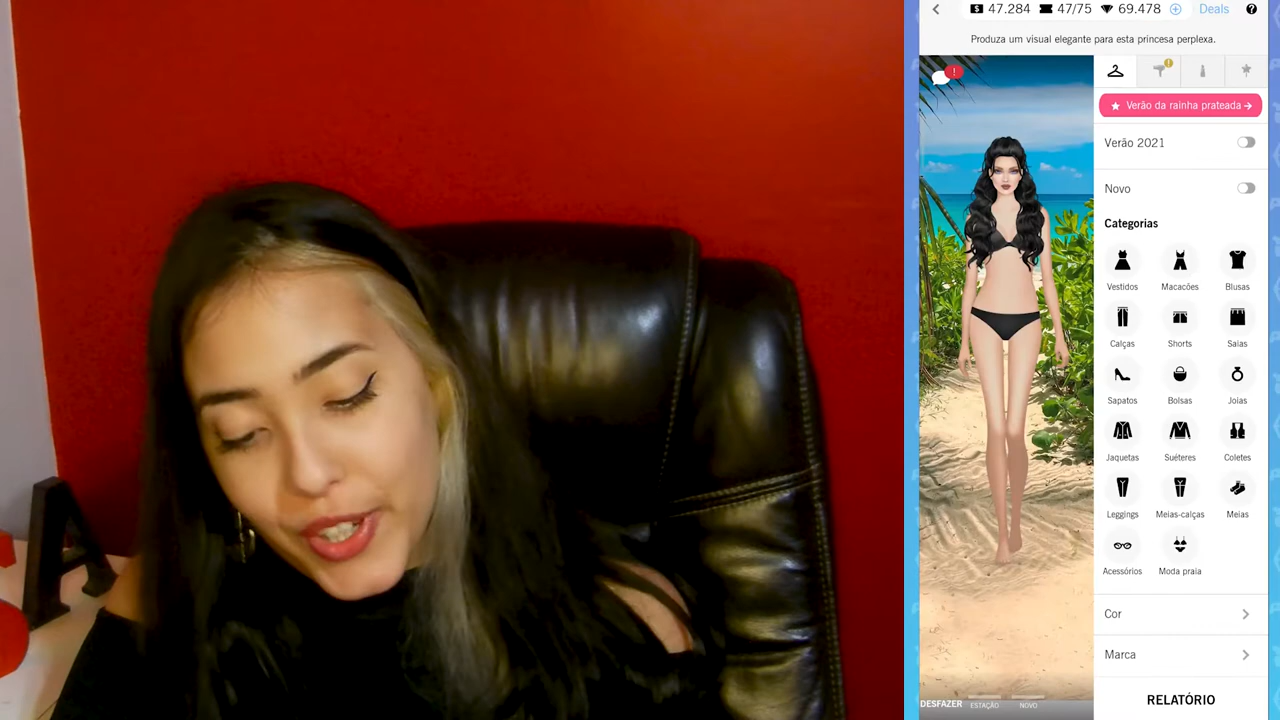 47.284 47/75 69.478 Deals
Produza um visual elegante para esta princesa perplexa.
Verão da rainha prateada
Verão 2021
Novo
Categorias
Vestidos Macacões Blusas
Calças Shorts Saias
Sapatos Bolsas Joias
Jaquetas Suéteres Coletes
Leggings Meias-calças Meias
Acessórios Moda praia
Cor
Marca
RELATÓRIO
DESFAZER ESTAÇÃO NOVO
A